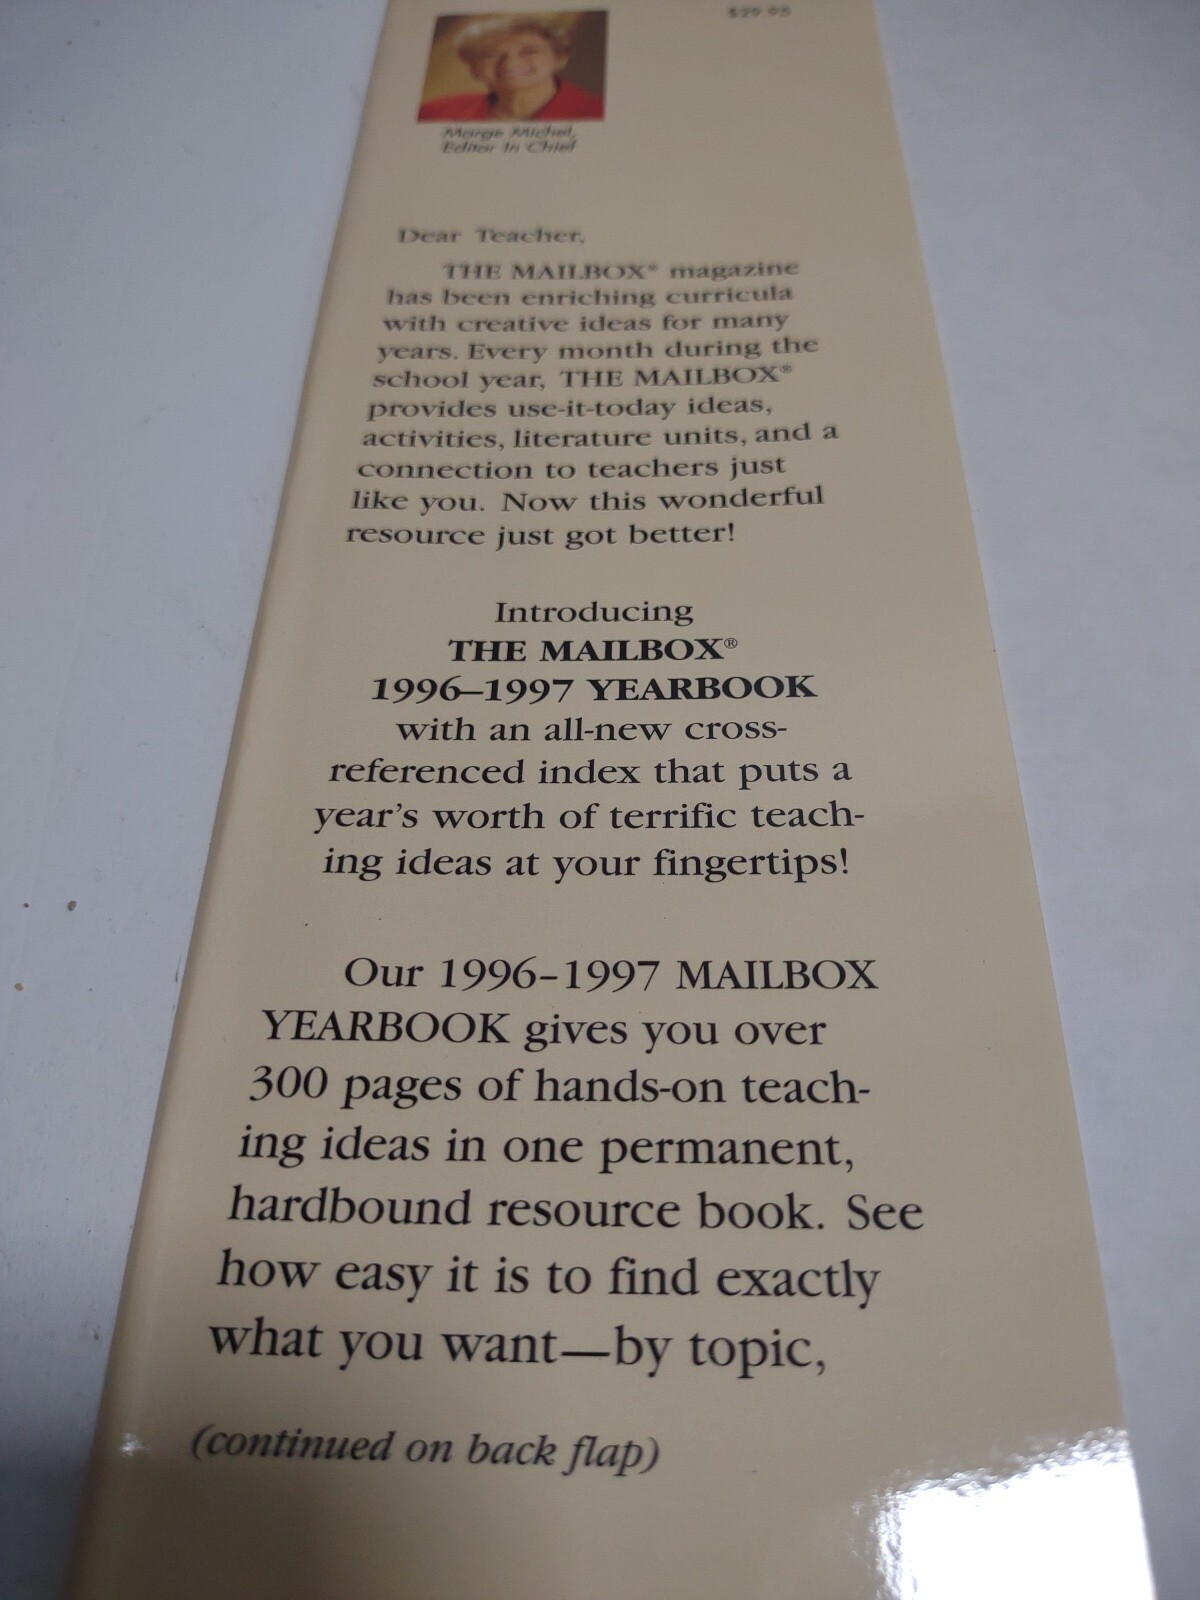 $29.95
Marge Michel,
Editor In Chief
Dear Teacher,
THE MAILBOX® magazine
has been enriching curricula
with creative ideas for many
years. Every month during the
school year, THE MAILBOX®
provides use-it-today ideas,
activities, literature units, and a
connection to teachers just
like you. Now this wonderful
resource just got better!
Introducing
THE MAILBOX®
1996–1997 YEARBOOK
with an all-new cross-
referenced index that puts a
year's worth of terrific teach-
ing ideas at your fingertips!
Our 1996–1997 MAILBOX
YEARBOOK gives you over
300 pages of hands-on teach-
ing ideas in one permanent,
hardbound resource book. See
how easy it is to find exactly
what you want—by topic,
(continued on back flap)